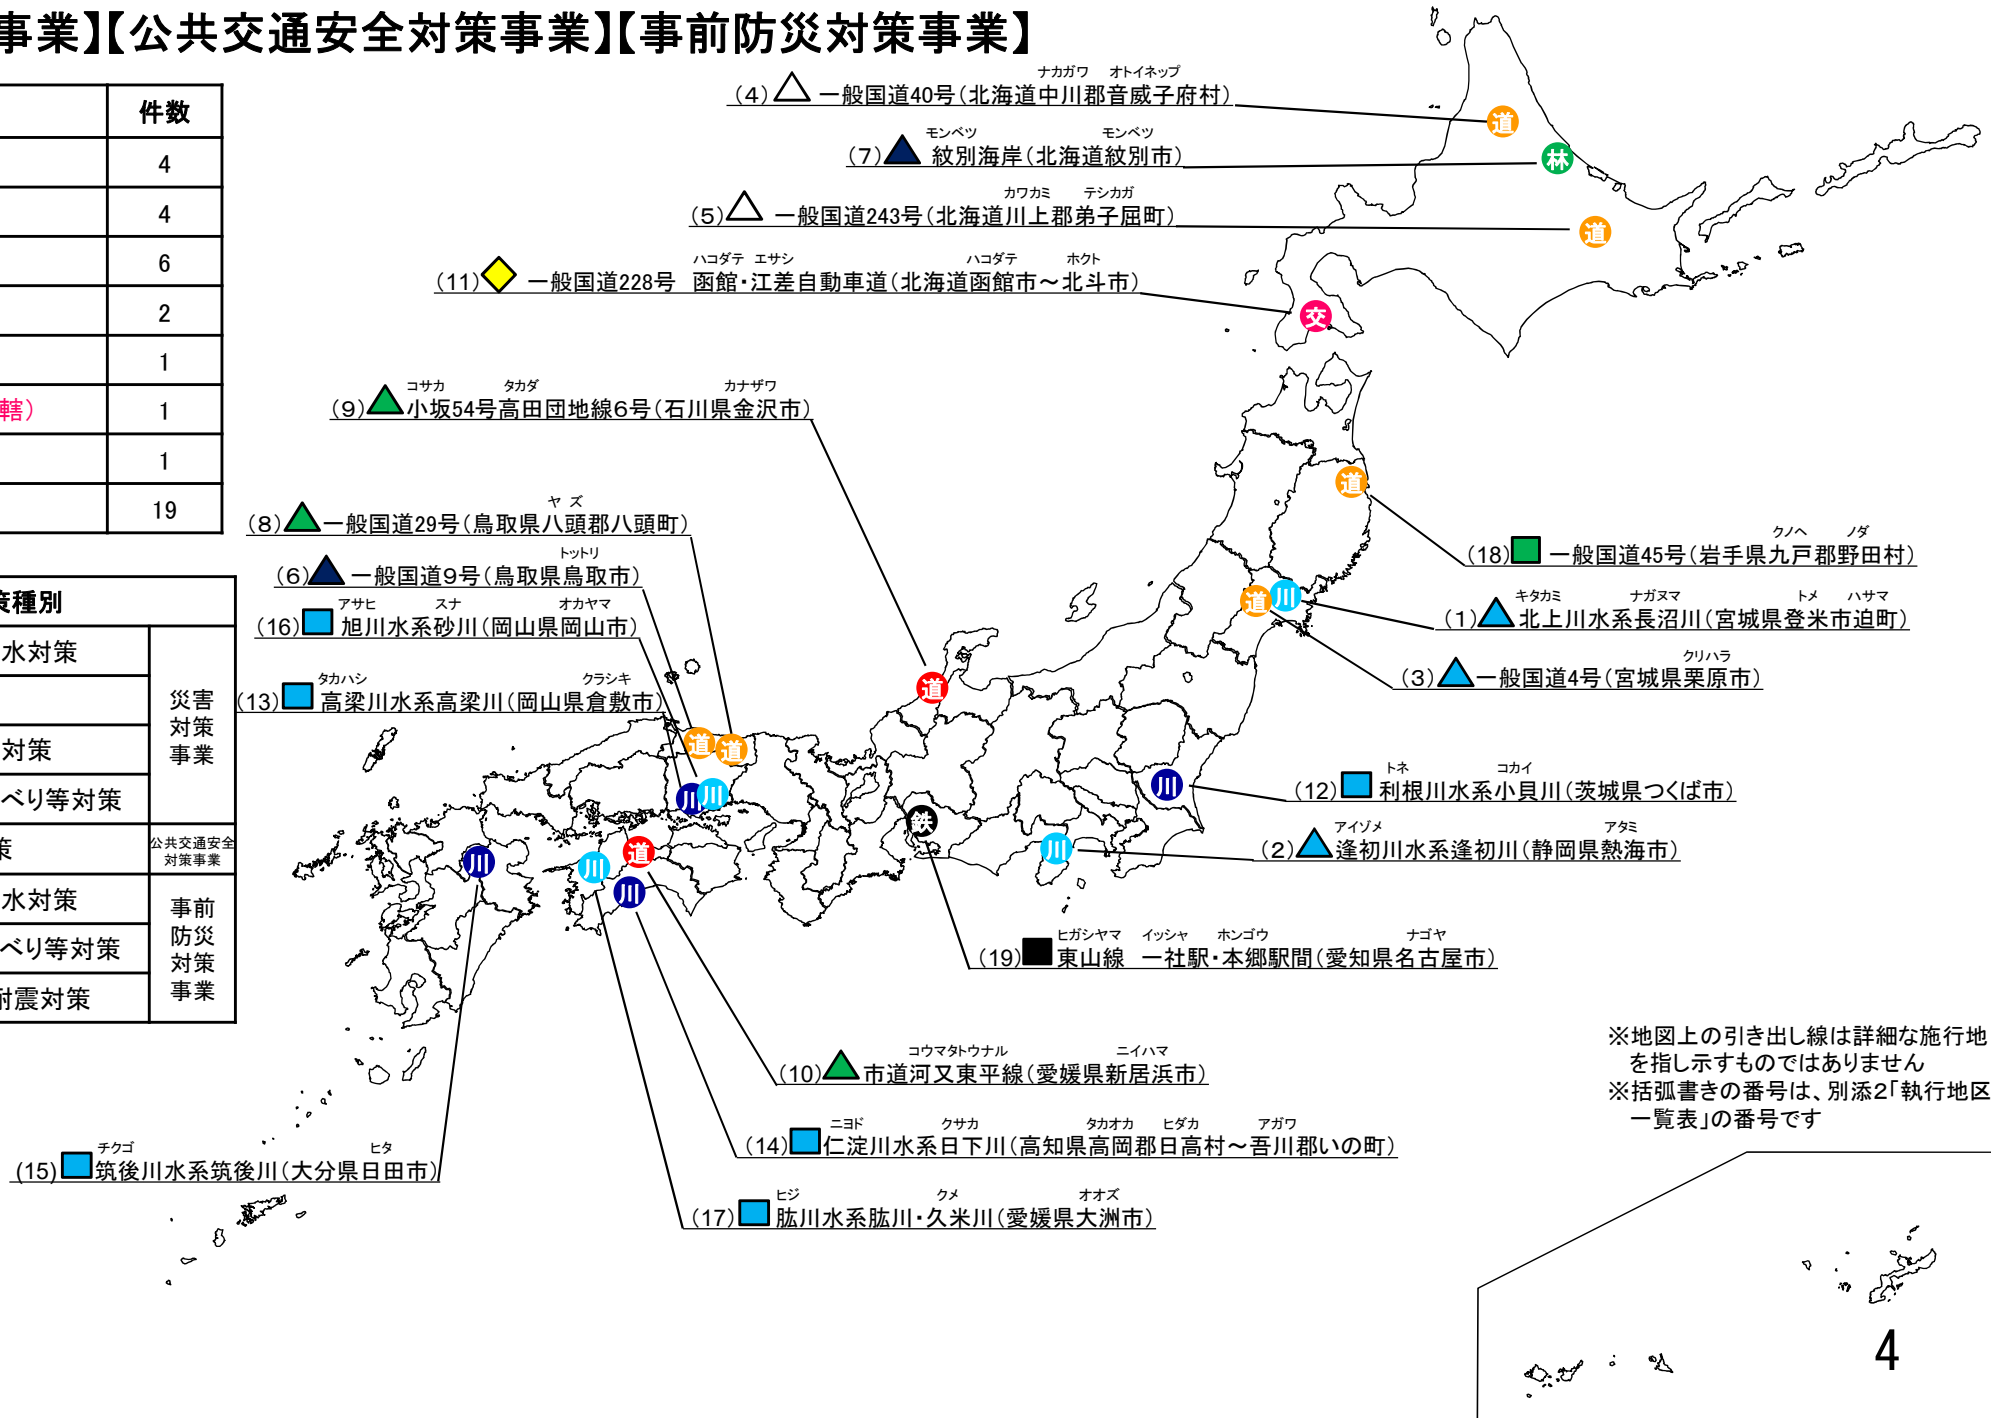 事業】【公共交通安全対策事業】【事前防災対策事業】
件数
4
4
6
2
1
轄） 1
1
19
策種別
水対策
対策
べり等対策
災害
対策
事業
策
公共交通安全
対策事業
水対策
べり等対策
耐震対策
事前
防災
対策
事業
ナカガワ オトイネップ
(4) 一般国道40号(北海道中川郡音威子府村)
モンベツ モンベツ
(7) 紋別海岸(北海道紋別市)
カワカミ テシカガ
(5) 一般国道243号(北海道川上郡弟子屈町)
ハコダテ エサシ ハコダテ ホクト
(11) 一般国道228号 函館・江差自動車道(北海道函館市～北斗市)
コサカ タカダ カナザワ
(9) 小坂54号高田団地線6号(石川県金沢市)
ヤズ
(8) 一般国道29号(鳥取県八頭郡八頭町)
トットリ
(6) 一般国道9号(鳥取県鳥取市)
アサヒ スナ オカヤマ
(16) 旭川水系砂川(岡山県岡山市)
タカハシ クラシキ
(13) 高梁川水系高梁川(岡山県倉敷市)
クノヘ ノダ
(18) 一般国道45号(岩手県九戸郡野田村)
キタカミ ナガヌマ トメ ハサマ
(1) 北上川水系長沼川(宮城県登米市迫町)
クリハラ
(3) 一般国道4号(宮城県栗原市)
トネ コカイ
(12) 利根川水系小貝川(茨城県つくば市)
アイゾメ アタミ
(2) 逢初川水系逢初川(静岡県熱海市)
ヒガシヤマ イッシャ ホンゴウ ナゴヤ
(19) 東山線 一社駅・本郷駅間(愛知県名古屋市)
コウマタトウナル ニイハマ
(10) 市道河又東平線(愛媛県新居浜市)
ニヨド クサカ タカオカ ヒダカ アガワ
(14) 仁淀川水系日下川(高知県高岡郡日高村～吾川郡いの町)
チクゴ ヒタ
(15) 筑後川水系筑後川(大分県日田市)
ヒジ クメ オオズ
(17) 肱川水系肱川・久米川(愛媛県大洲市)
道
林
道
交
道
道
川
道
道
道
川
川
川
鉄
川
川
川
道
川
※地図上の引き出し線は詳細な施行地
を指し示すものではありません
※括弧書きの番号は、別添2「執行地区
一覧表」の番号です
4